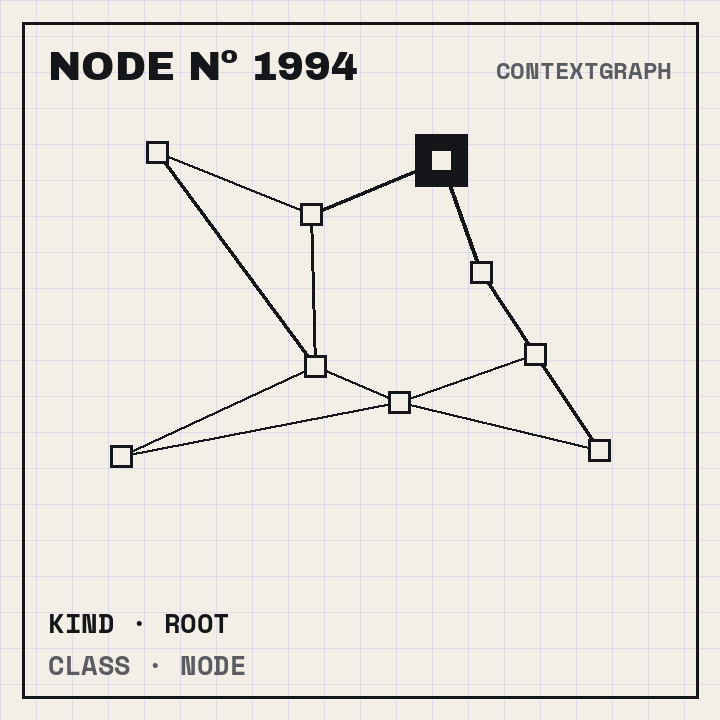 NODE Nº 1994
CONTEXTGRAPH
KIND · ROOT
CLASS · NODE